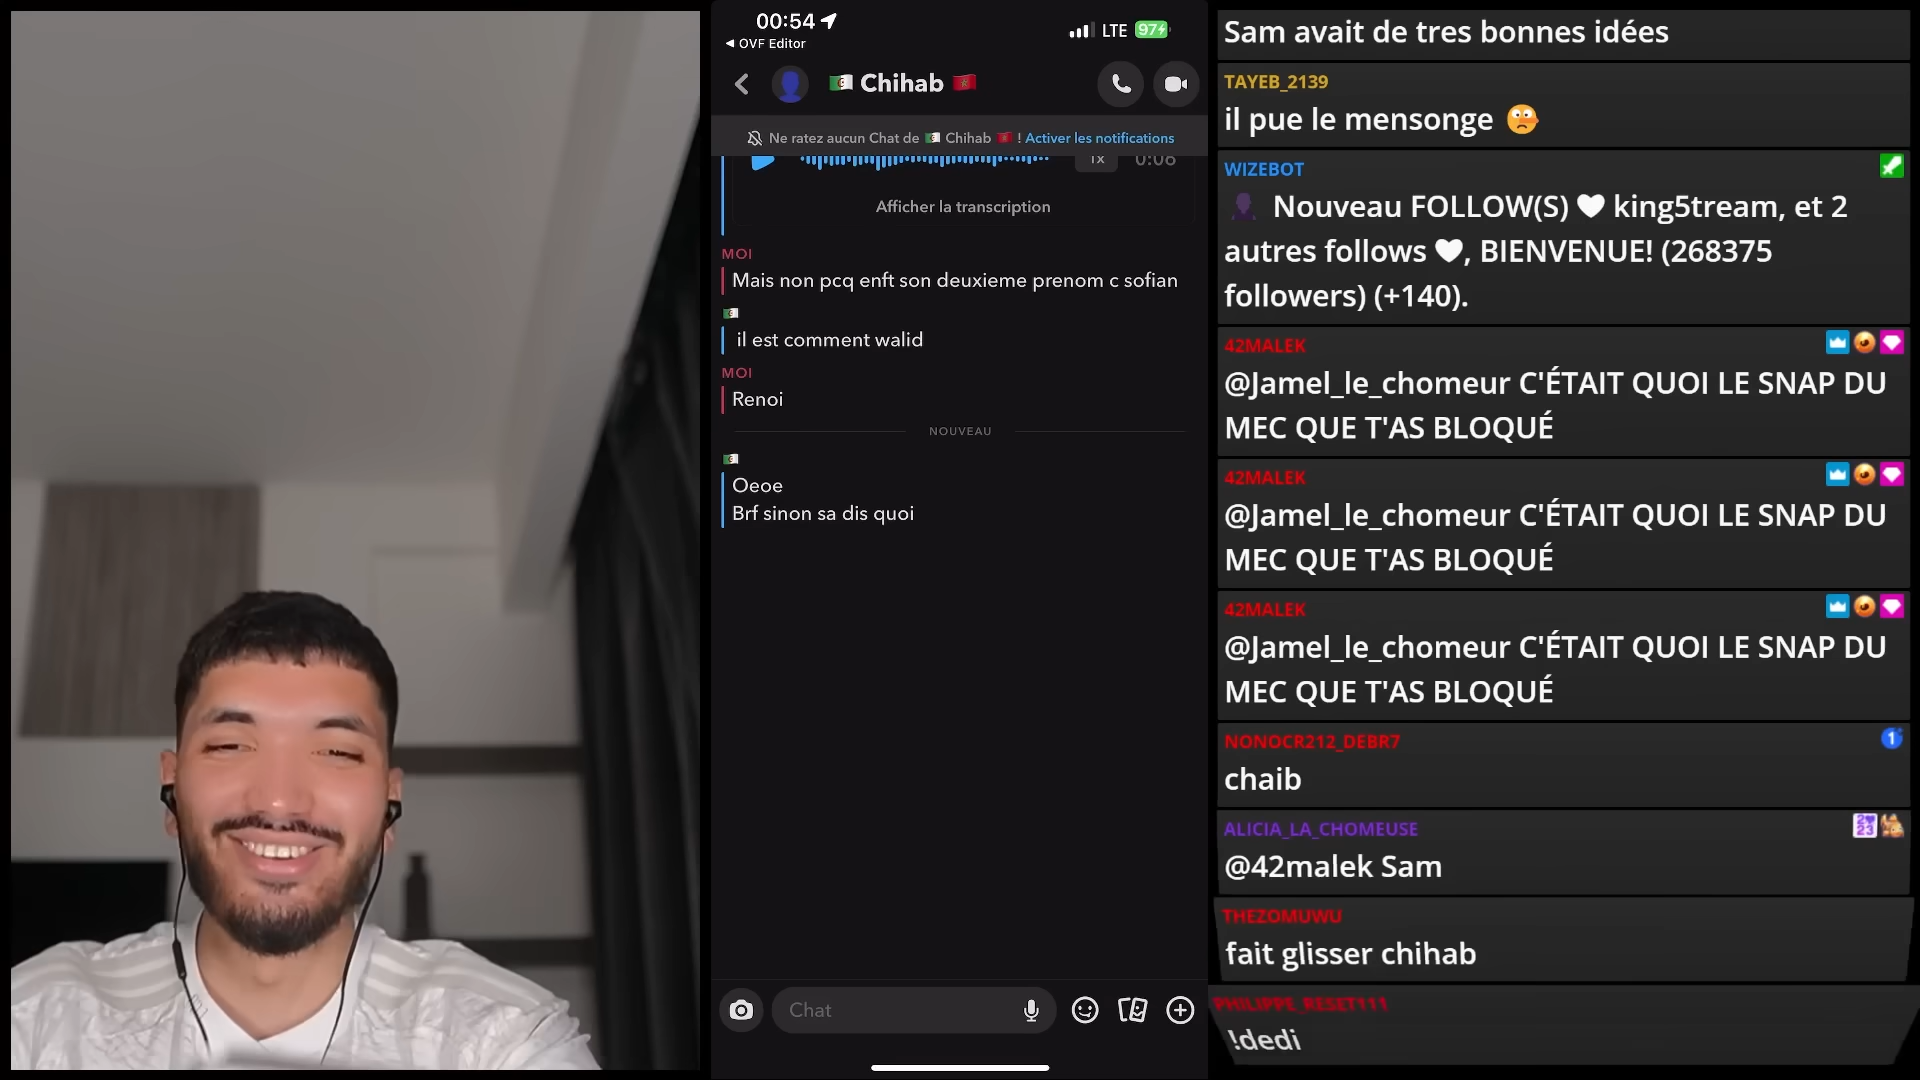 00:54
LTE 97
OVF Editor
Chihab
Ne ratez aucun Chat de Chihab ! Activer les notifications
1x 0:06
Afficher la transcription
MOI
Mais non pcq enft son deuxieme prenom c sofian
il est comment walid
MOI
Renoi
NOUVEAU
Oeoe
Brf sinon sa dis quoi
Chat
Sam avait de tres bonnes idées
TAYEB_2139
il pue le mensonge
WIZEBOT
Nouveau FOLLOW(S) king5tream, et 2
autres follows, BIENVENUE! (268375
followers) (+140).
42MALEK
@Jamel_le_chomeur C'ÉTAIT QUOI LE SNAP DU
MEC QUE T'AS BLOQUÉ
42MALEK
@Jamel_le_chomeur C'ÉTAIT QUOI LE SNAP DU
MEC QUE T'AS BLOQUÉ
42MALEK
@Jamel_le_chomeur C'ÉTAIT QUOI LE SNAP DU
MEC QUE T'AS BLOQUÉ
NONOCR212_DEBR7
1
chaib
ALICIA_LA_CHOMEUSE
@42malek Sam
THEZOMUWU
fait glisser chihab
PHILIPPE_RESET111
!dedi